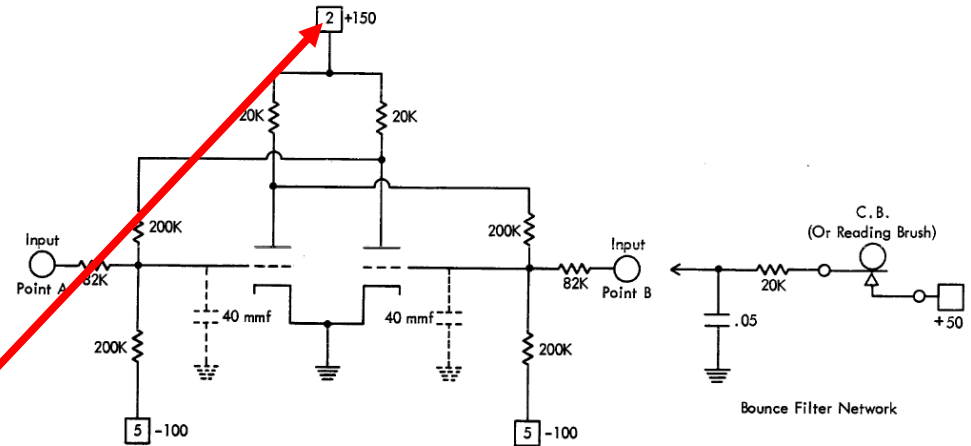 2 +150
20K
20K
200K
200K
Input
Point A
82K
Input
Point B
82K
40 mmf
40 mmf
200K
200K
5 -100
5 -100
C.B.
(Or Reading Brush)
20K
.05
+50
Bounce Filter Network